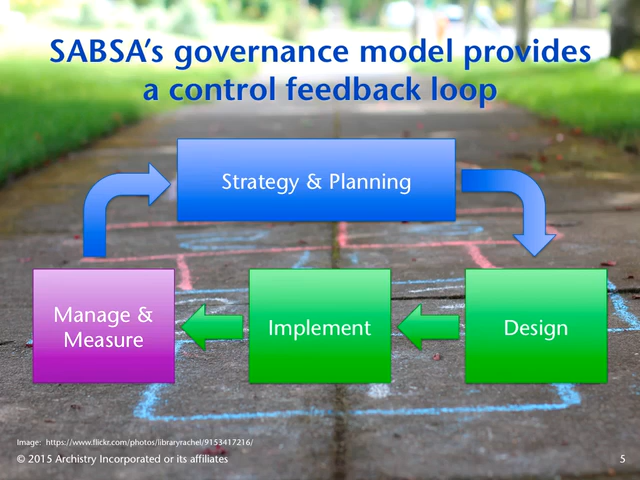 SABSA’s governance model provides
a control feedback loop
Strategy & Planning
Manage &
Measure
Implement
Design
Image: https://www.flickr.com/photos/libraryrachel/9153417216/
© 2015 Archistry Incorporated or its affiliates
5